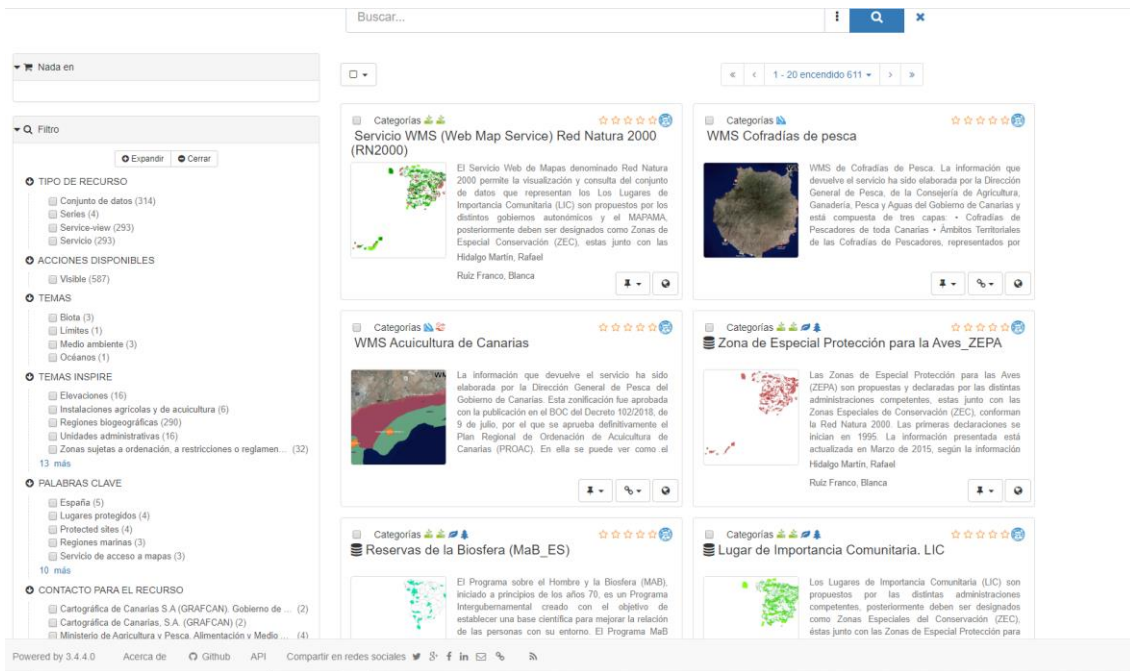 Buscar...
Nada en
1 - 20 encendido 611
Filtro
Expandir
Cerrar
TIPO DE RECURSO
Conjunto de datos (314)
Series (4)
Service-view (293)
Servicio (293)
ACCIONES DISPONIBLES
Visible (587)
TEMAS
Biota (3)
Límites (1)
Medio ambiente (3)
Océanos (1)
TEMAS INSPIRE
Elevaciones (16)
Instalaciones agrícolas y de acuicultura (6)
Regiones biogeográficas (290)
Unidades administrativas (16)
Zonas sujetas a ordenación, a restricciones o reglamen... (32)
13 más
PALABRAS CLAVE
España (5)
Lugares protegidos (4)
Protected sites (4)
Regiones marinas (3)
Servicio de acceso a mapas (3)
10 más
CONTACTO PARA EL RECURSO
Cartográfica de Canarias S.A (GRAFCAN). Gobierno de ... (2)
Cartográfica de Canarias, S.A. (GRAFCAN) (2)
Ministerio de Agricultura y Pesca, Alimentación y Medio ... (4)
Categorías
Servicio WMS (Web Map Service) Red Natura 2000
(RN2000)
El Servicio Web de Mapas denominado Red Natura
2000 permite la visualización y consulta del conjunto
de datos que representan los Los Lugares de
Importancia Comunitaria (LIC) son propuestos por los
distintos gobiernos autonómicos y el MAPAMA,
posteriormente deben ser designados como Zonas de
Especial Conservación (ZEC), estas junto con las
Hidalgo Martín, Rafael
Ruíz Franco, Blanca
Categorías
WMS Cofradías de pesca
WMS de Cofradías de Pesca. La información que
devuelve el servicio ha sido elaborada por la Dirección
General de Pesca, de la Consejería de Agricultura,
Ganadería, Pesca y Aguas del Gobierno de Canarias y
está compuesta de tres capas: • Cofradías de
Pescadores de toda Canarias • Ámbitos Territoriales
de las Cofradías de Pescadores, representados por
Categorías
WMS Acuicultura de Canarias
La información que devuelve el servicio ha sido
elaborada por la Dirección General de Pesca del
Gobierno de Canarias. Esta zonificación fue aprobada
con la publicación en el BOC del Decreto 102/2018, de
9 de julio, por el que se aprueba definitivamente el
Plan Regional de Ordenación de Acuicultura de
Canarias (PROAC). En ella se puede ver como el
Categorías
Zona de Especial Protección para la Aves_ZEPA
Las Zonas de Especial Protección para las Aves
(ZEPA) son propuestas y declaradas por las distintas
administraciones competentes, estas junto con las
Zonas Especiales de Conservación (ZEC), conforman
la Red Natura 2000. Las primeras declaraciones se
inician en 1995. La información presentada está
actualizada en Marzo de 2015, según la información
Hidalgo Martín, Rafael
Ruíz Franco, Blanca
Categorías
Reservas de la Biosfera (MaB_ES)
El Programa sobre el Hombre y la Biosfera (MAB),
iniciado a principios de los años 70, es un Programa
Intergubernamental creado con el objetivo de
establecer una base científica para mejorar la relación
de las personas con su entorno. El Programa MaB
Categorías
Lugar de Importancia Comunitaria. LIC
Los Lugares de Importancia Comunitaria (LIC) son
propuestos por las distintas administraciones
competentes, posteriormente deben ser designados
como Zonas Especiales del Conservación (ZEC),
éstas junto con las Zonas de Especial Protección para
Powered by 3.4.4.0
Acerca de
Github
API
Compartir en redes sociales